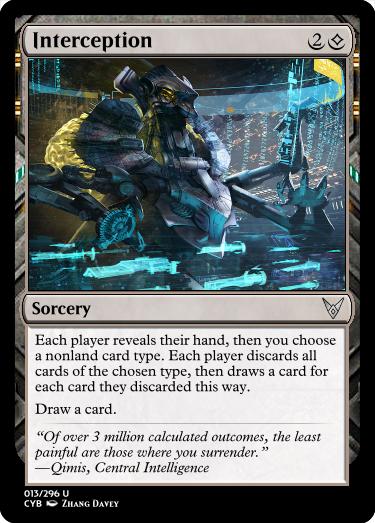 Interception 2
Sorcery
Each player reveals their hand, then you choose
a nonland card type. Each player discards all
cards of the chosen type, then draws a card for
each card they discarded this way.
Draw a card.
“Of over 3 million calculated outcomes, the least
painful are those where you surrender.”
—Qimis, Central Intelligence
013/296 U
CYB Zhang Davey